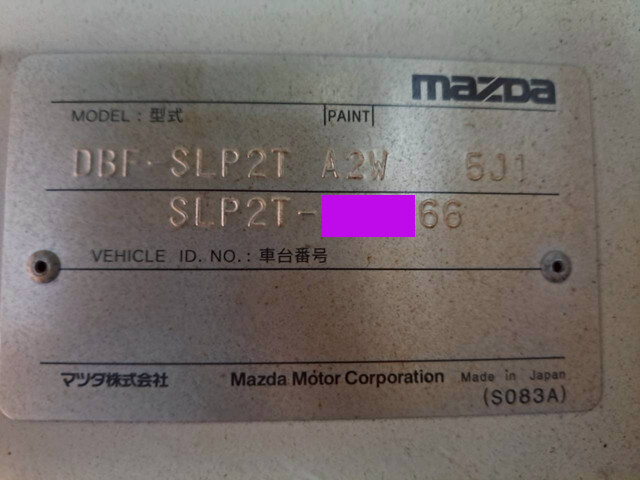 mazda
MODEL : 型式 |PAINT|
DBF-SLP2T A2W 5J1
SLP2T- 66
VEHICLE ID. NO. : 車台番号
マツダ株式会社 Mazda Motor Corporation Made in Japan
(S083A)